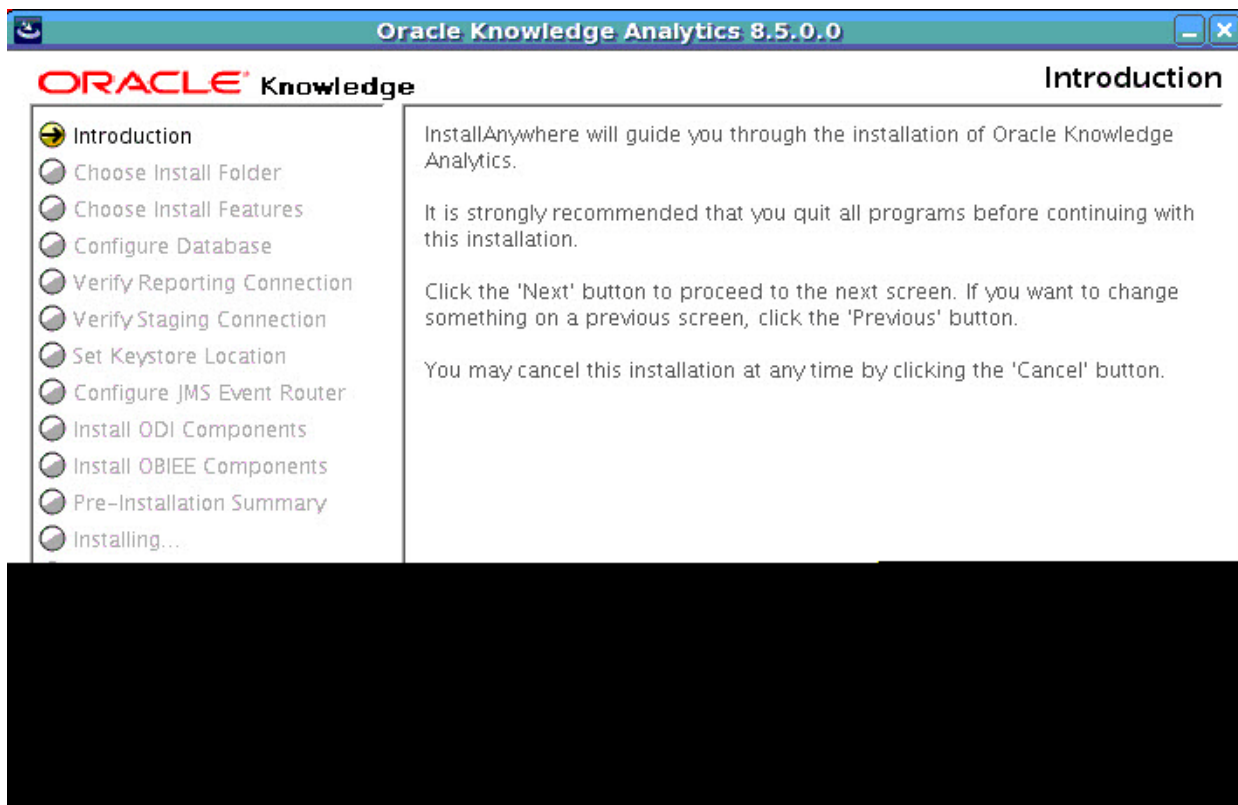 Oracle Knowledge Analytics 8.5.0.0
ORACLE Knowledge
Introduction
Introduction
Choose Install Folder
Choose Install Features
Configure Database
Verify Reporting Connection
Verify Staging Connection
Set Keystore Location
Configure JMS Event Router
Install ODI Components
Install OBIEE Components
Pre-Installation Summary
Installing...
InstallAnywhere will guide you through the installation of Oracle Knowledge
Analytics.
It is strongly recommended that you quit all programs before continuing with
this installation.
Click the 'Next' button to proceed to the next screen. If you want to change
something on a previous screen, click the 'Previous' button.
You may cancel this installation at any time by clicking the 'Cancel' button.